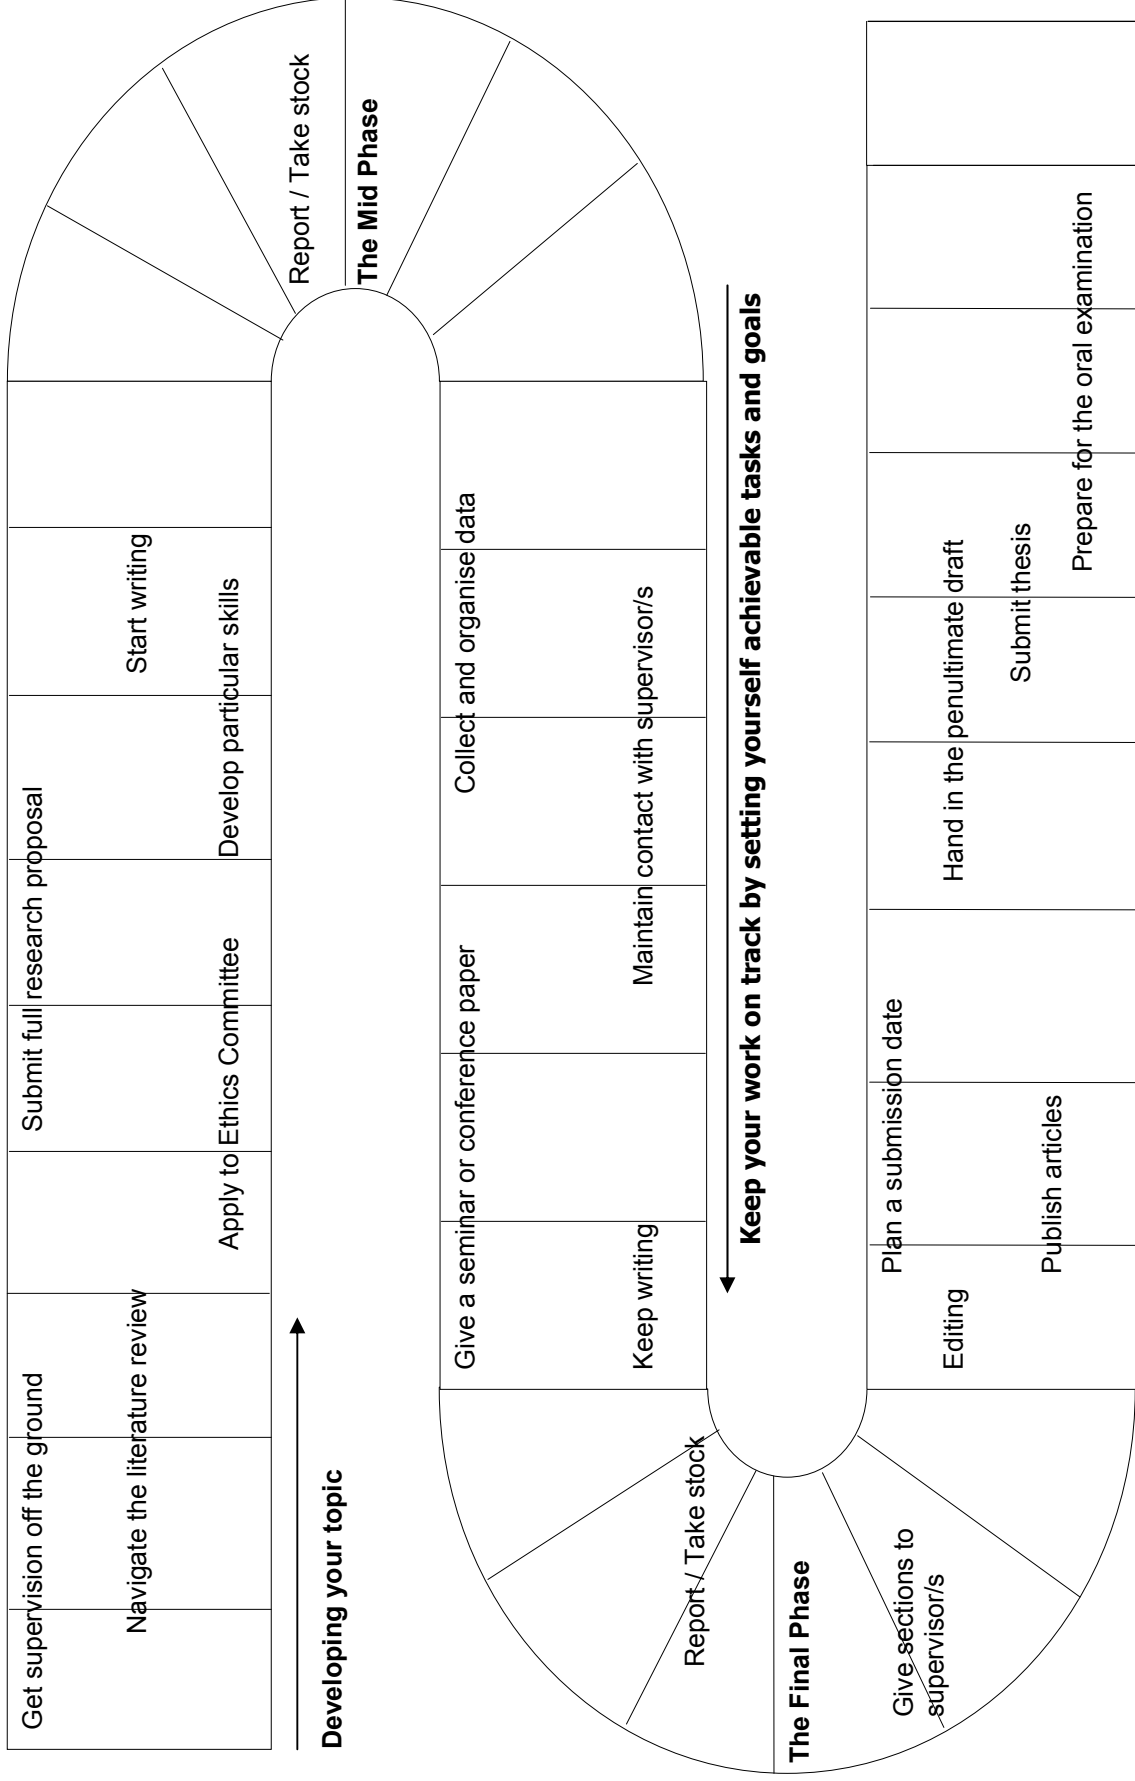 Get supervision off the ground
Navigate the literature review
Submit full research proposal
Apply to Ethics Committee
Develop particular skills
Start writing
Developing your topic
Report / Take stock
The Mid Phase
Collect and organise data
Maintain contact with supervisor/s
Give a seminar or conference paper
Keep writing
Keep your work on track by setting yourself achievable tasks and goals
Report / Take stock
The Final Phase
Give sections to
supervisor/s
Editing
Plan a submission date
Publish articles
Hand in the penultimate draft
Submit thesis
Prepare for the oral examination